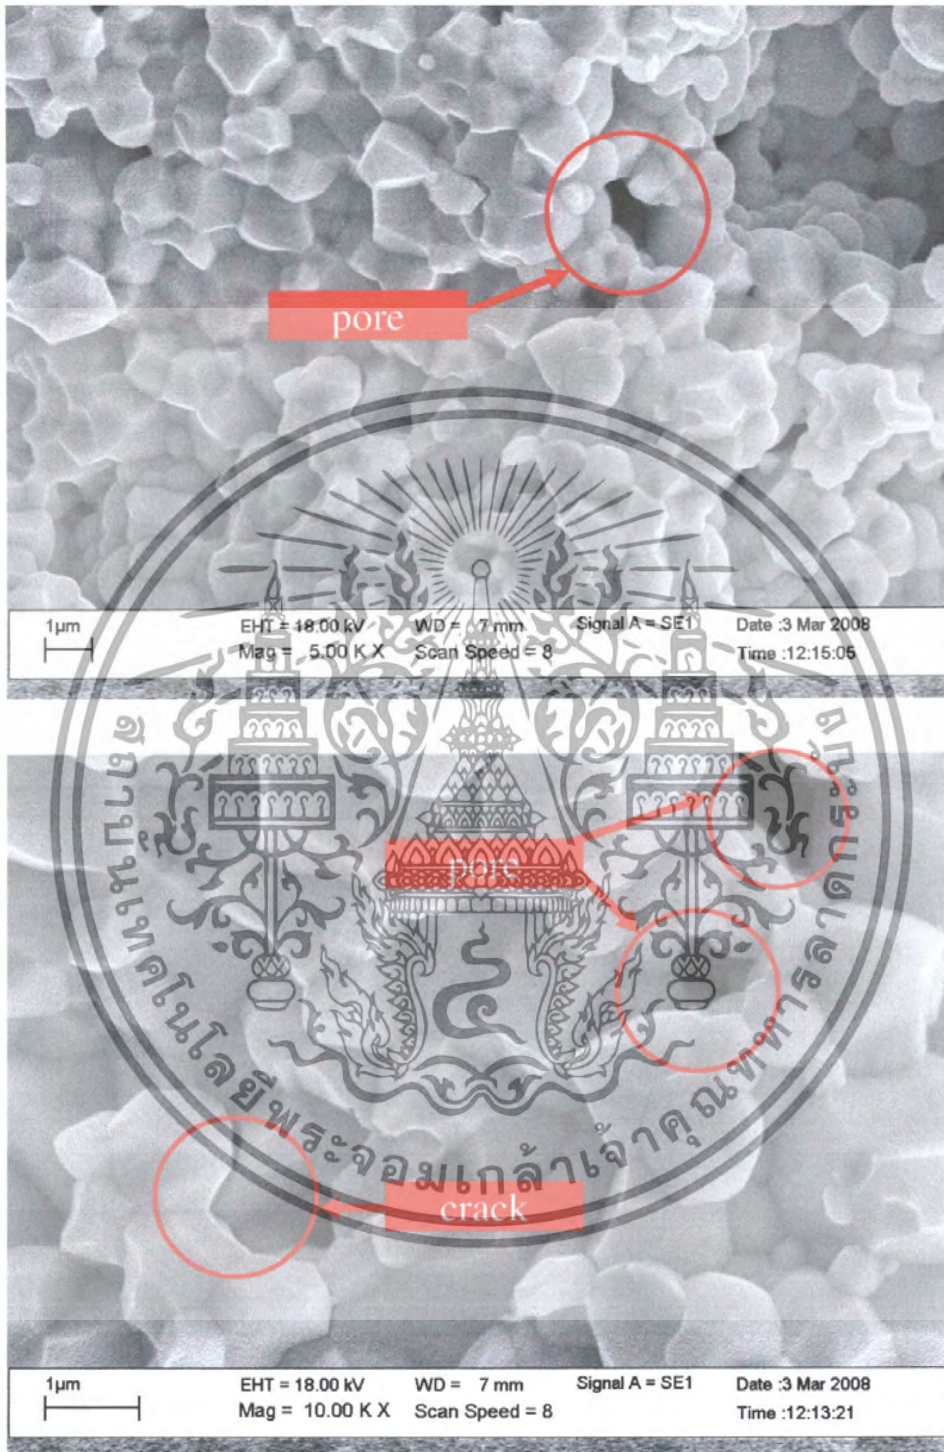 pore
1µm
EHT = 18.00 kV
WD = 7 mm
Signal A = SE1
Date :3 Mar 2008
Mag = 5.00 K X
Scan Speed = 8
Time :12:15:05
pore
crack
สถาบันเทคโนโลยีพระจอมเกล้าเจ้าคุณทหารลาดกระบัง
1µm
EHT = 18.00 kV
WD = 7 mm
Signal A = SE1
Date :3 Mar 2008
Mag = 10.00 K X
Scan Speed = 8
Time :12:13:21